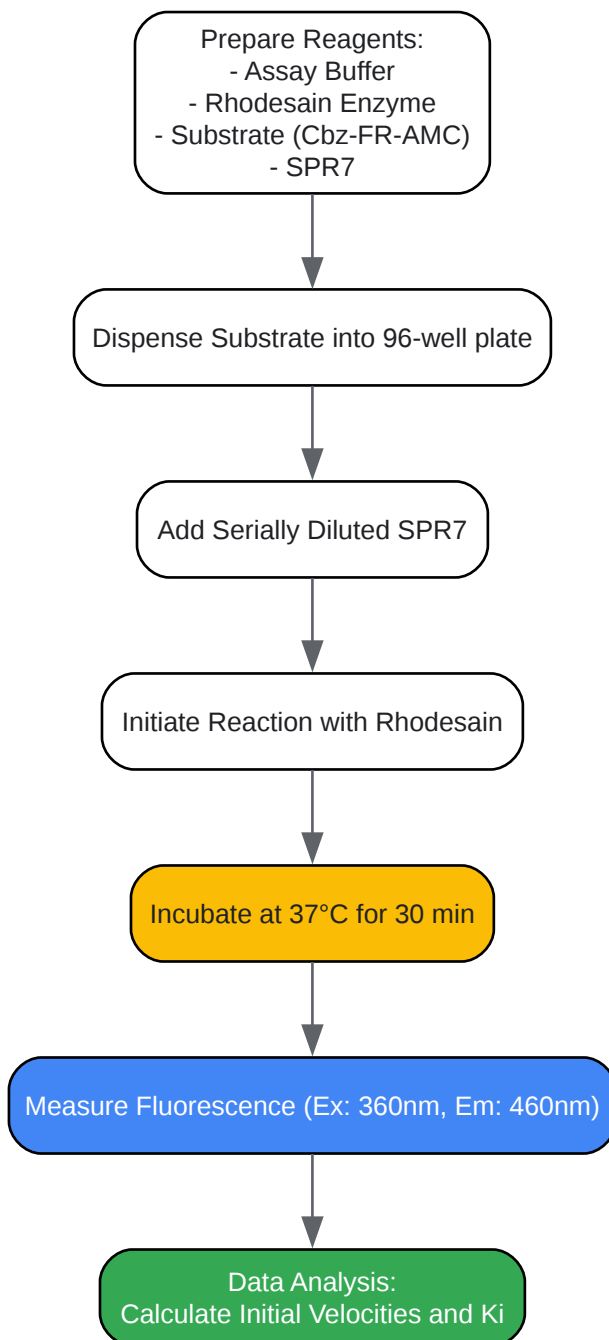 Prepare Reagents:
- Assay Buffer
- Rhodesain Enzyme
- Substrate (Cbz-FR-AMC)
- SPR7
Dispense Substrate into 96-well plate
Add Serially Diluted SPR7
Initiate Reaction with Rhodesain
Incubate at 37°C for 30 min
Measure Fluorescence (Ex: 360nm, Em: 460nm)
Data Analysis:
Calculate Initial Velocities and Ki